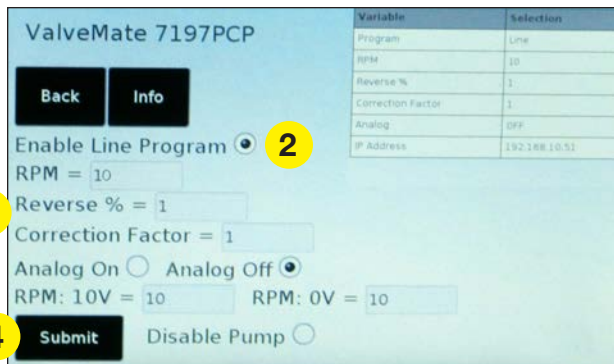 ValveMate 7197PCP
Back Info
Enable Line Program 2
RPM = 10
Reverse % = 1
Correction Factor = 1
Analog On Analog Off
RPM: 10V = 10 RPM: 0V = 10
4 Submit Disable Pump
Variable Selection
Program Line
RPM 10
Reverse % 1
Correction Factor 1
Analog OFF
IP Address 192.168.10.51